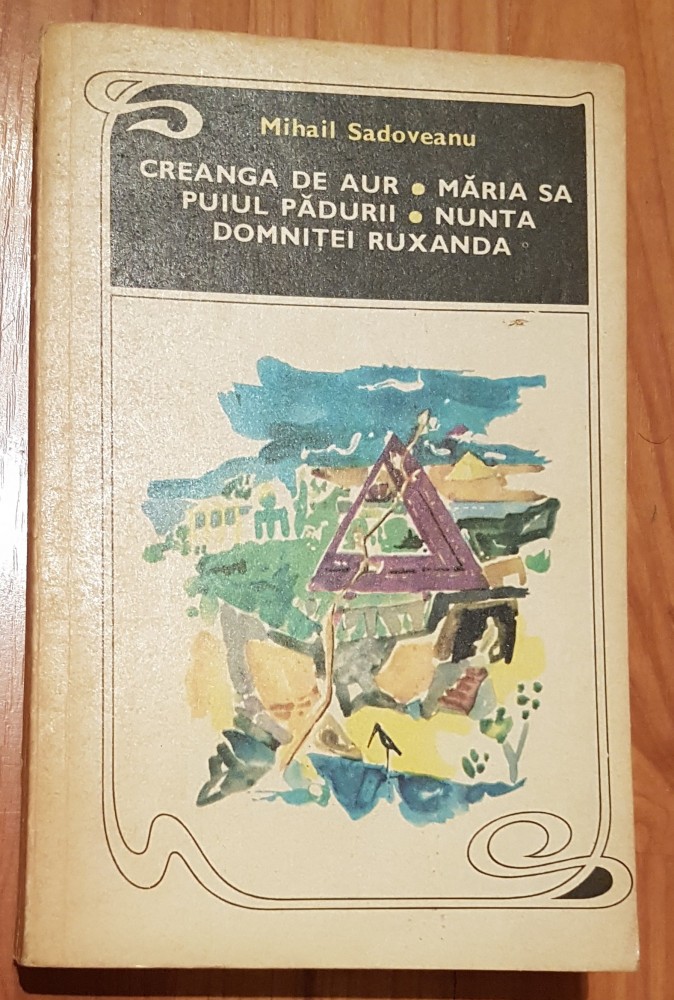 Mihail Sadoveanu
CREANGA DE AUR • MĂRIA SA
PUIUL PĂDURII • NUNTA
DOMNIȚEI RUXANDA